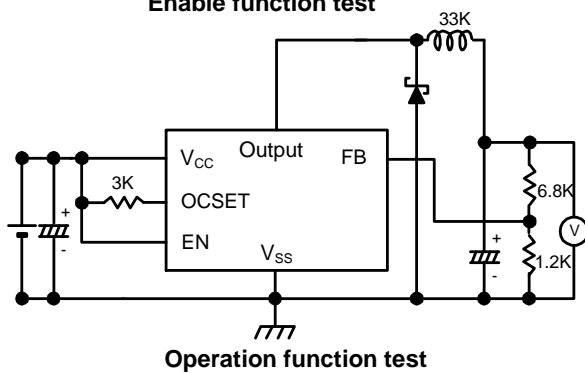 Enable function test
33K
VCC
Output
FB
3K
OCSET
EN
VSS
+
-
+
-
6.8K
1.2K
V
Operation function test